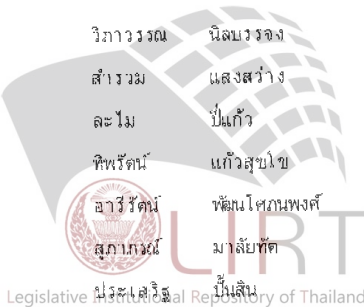 วิภาวรรณ นิลบรรจง
สำรวม แสงสว่าง
ละไม ปี่แก้ว
ทิพรัตน์ แก้วสุขโข
อารีรัตน์ พัฒนโศภนพงศ์
สุภาภวณ์ มาลัยทัต
ประเสริฐ ปั้นสิน
LIRT
Legislative Institutional Repository of Thailand